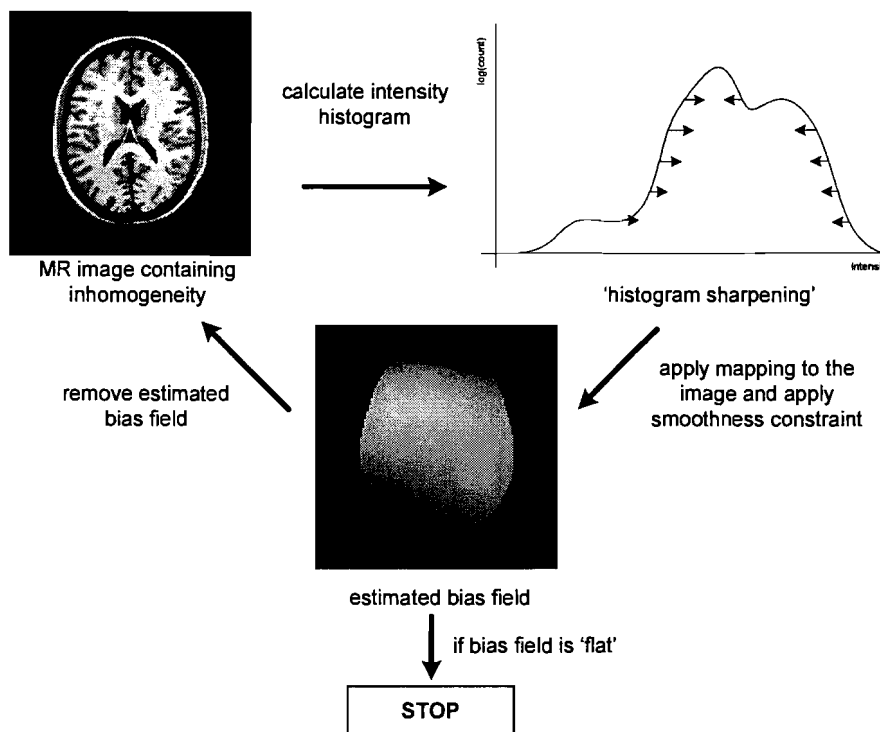 calculate intensity
histogram
log(count)
intensi
MR image containing
inhomogeneity
'histogram sharpening'
remove estimated
bias field
apply mapping to the
image and apply
smoothness constraint
estimated bias field
if bias field is 'flat'
STOP